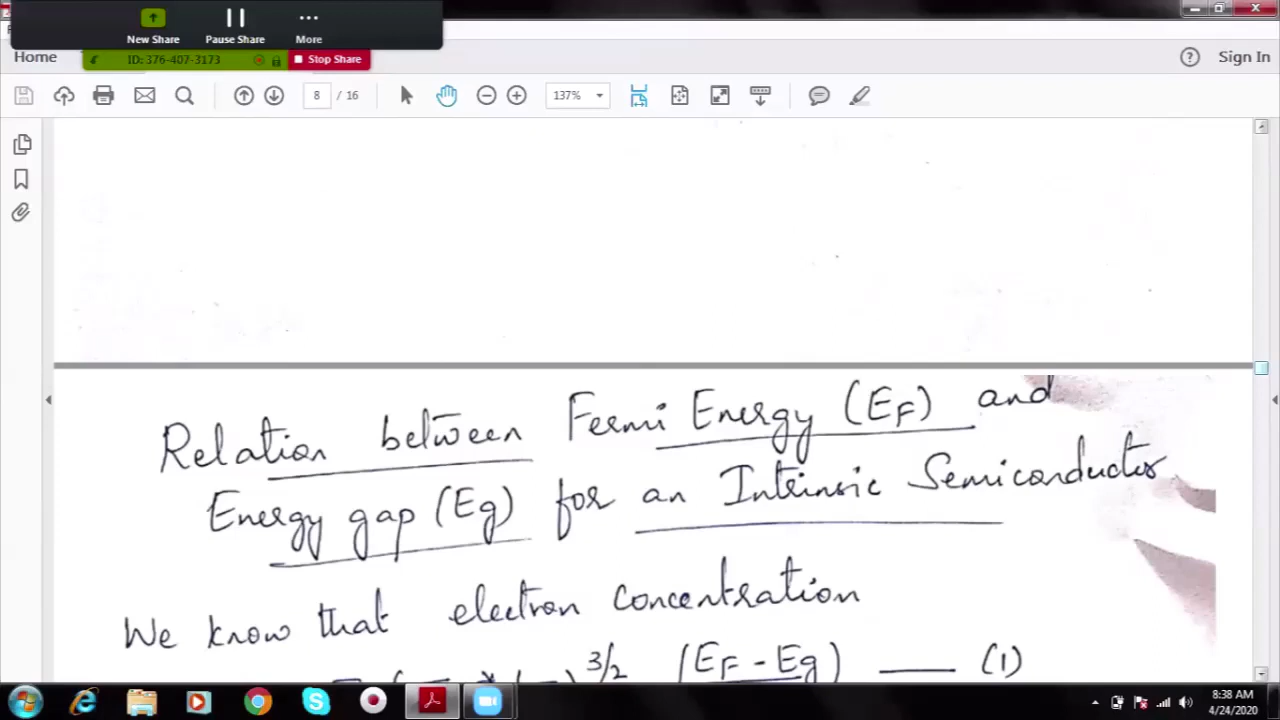 New Share
Pause Share
More
ID: 376-407-3173
Stop Share
Home
Sign In
8 / 16
137%
Relation between Fermi Energy (EF) and
Energy gap (Eg) for an Intrinsic Semiconductor
We know that electron concentration
3/2 (EF - Eg) — (1)
8:38 AM
4/24/2020